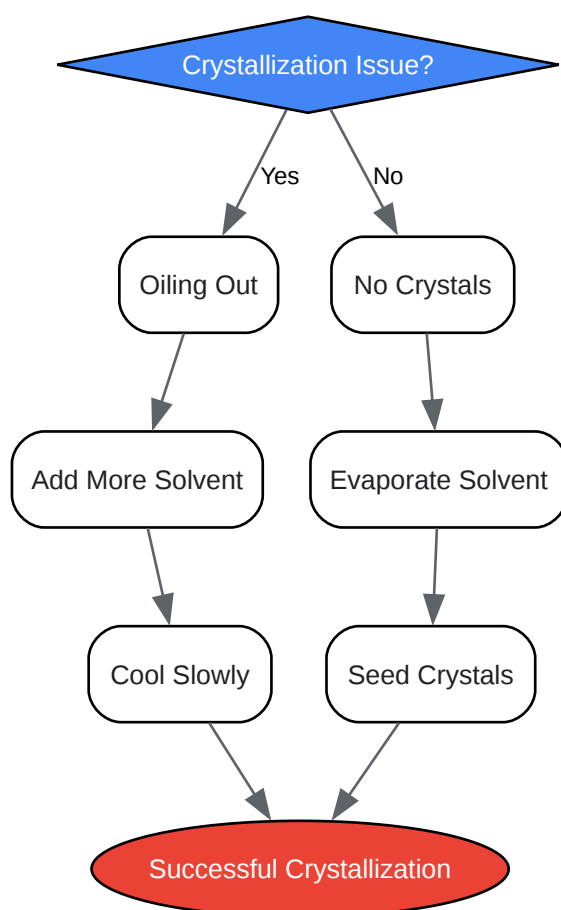 Crystallization Issue?
Yes
No
Oiling Out
No Crystals
Add More Solvent
Evaporate Solvent
Cool Slowly
Seed Crystals
Successful Crystallization